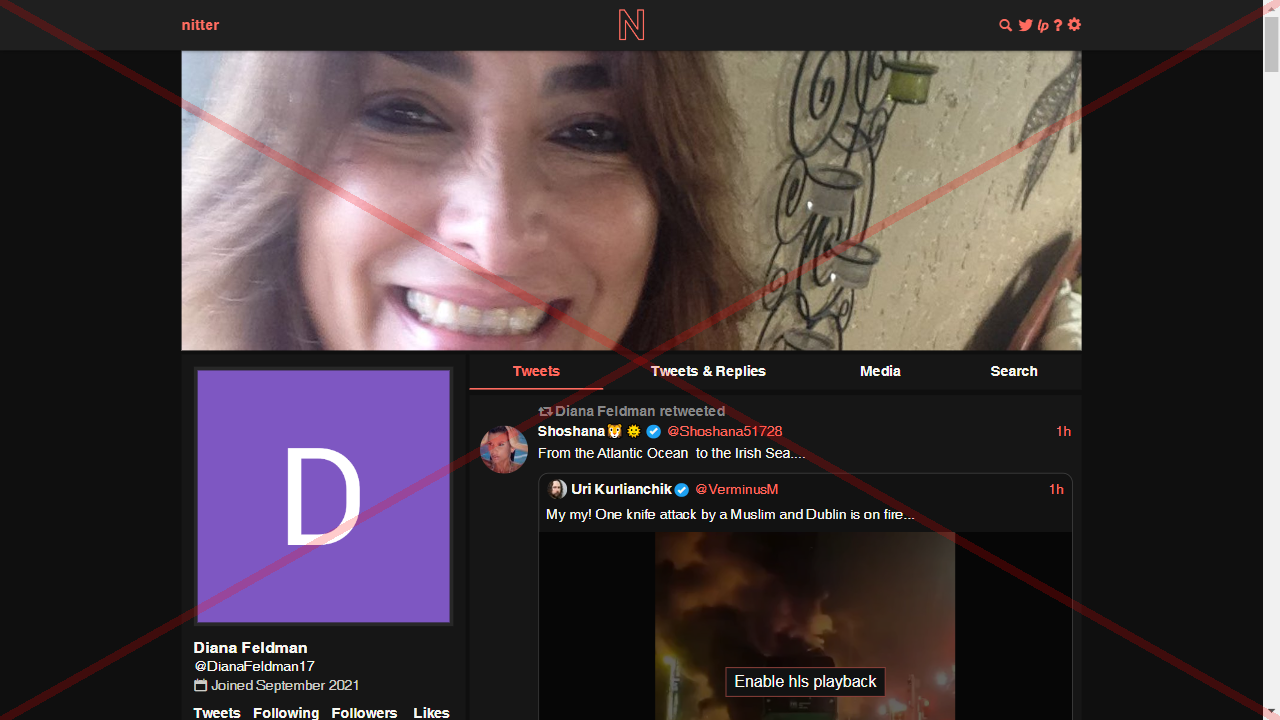 nitter
N
lp ?
Tweets
Tweets & Replies
Media
Search
D
Diana Feldman
@DianaFeldman17
Joined September 2021
Tweets Following Followers Likes
Diana Feldman retweeted
Shoshana🐯🌞 @Shoshana51728 1h
From the Atlantic Ocean to the Irish Sea....
Uri Kurlianchik @VerminusM 1h
My my! One knife attack by a Muslim and Dublin is on fire...
Enable hls playback